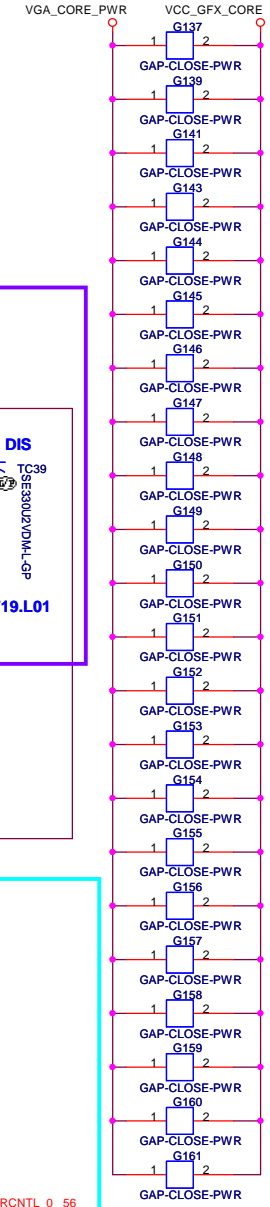 VGA_CORE_PWR VCC_GFX_CORE
G137
1 2
GAP-CLOSE-PWR
G139
1 2
GAP-CLOSE-PWR
G141
1 2
GAP-CLOSE-PWR
G143
1 2
GAP-CLOSE-PWR
G144
1 2
GAP-CLOSE-PWR
G145
1 2
GAP-CLOSE-PWR
G146
1 2
GAP-CLOSE-PWR
G147
1 2
GAP-CLOSE-PWR
DIS
TC39
SE330U2VDM-L-GP
G148
1 2
GAP-CLOSE-PWR
G149
1 2
GAP-CLOSE-PWR
G150
1 2
GAP-CLOSE-PWR
19.L01
G151
1 2
GAP-CLOSE-PWR
G152
1 2
GAP-CLOSE-PWR
G153
1 2
GAP-CLOSE-PWR
G154
1 2
GAP-CLOSE-PWR
G155
1 2
GAP-CLOSE-PWR
G156
1 2
GAP-CLOSE-PWR
G157
1 2
GAP-CLOSE-PWR
G158
1 2
GAP-CLOSE-PWR
G159
1 2
GAP-CLOSE-PWR
G160
1 2
GAP-CLOSE-PWR
G161
1 2
GAP-CLOSE-PWR
RCNTL_0 56